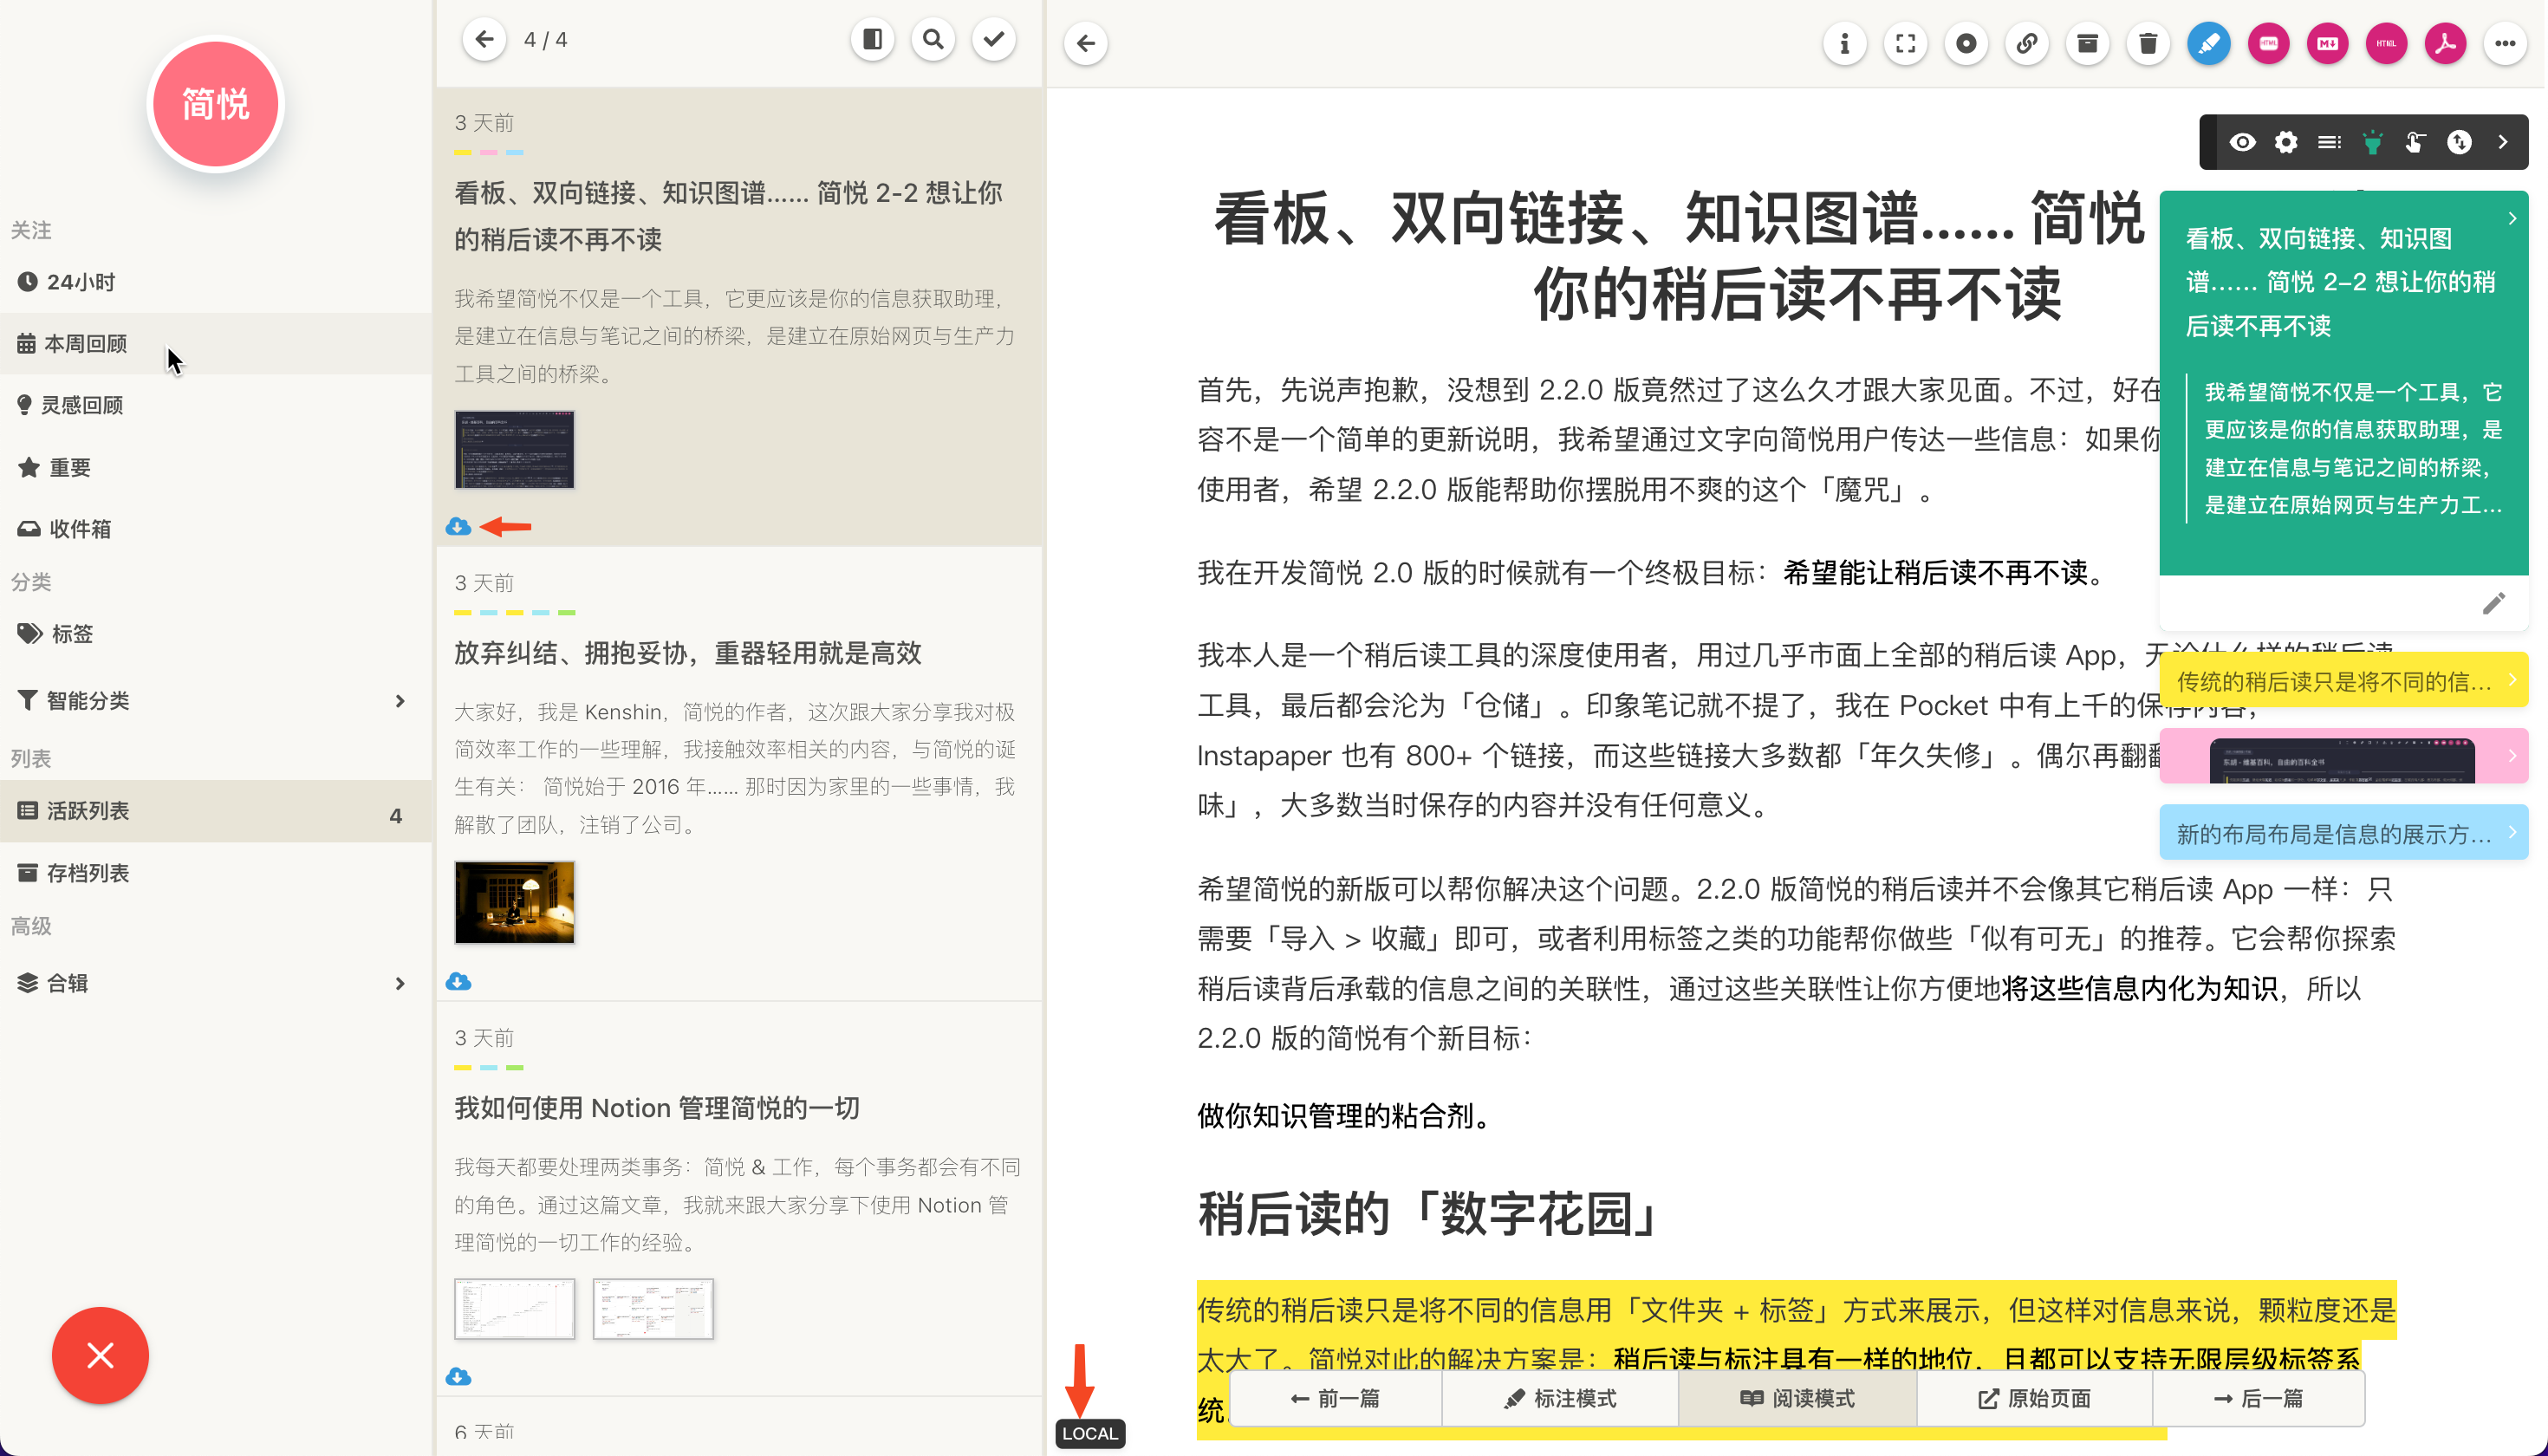 简悦
关注
24小时
本周回顾
灵感回顾
重要
收件箱
分类
标签
智能分类
列表
活跃列表 4
存档列表
高级
合辑
4 / 4
3 天前
看板、双向链接、知识图谱…… 简悦 2-2 想让你
的稍后读不再不读
我希望简悦不仅是一个工具，它更应该是你的信息获取助理，
是建立在信息与笔记之间的桥梁，是建立在原始网页与生产力
工具之间的桥梁。
3 天前
放弃纠结、拥抱妥协，重器轻用就是高效
大家好，我是 Kenshin，简悦的作者，这次跟大家分享我对极
简效率工作的一些理解，我接触效率相关的内容，与简悦的诞
生有关： 简悦始于 2016 年…… 那时因为家里的一些事情，我
解散了团队，注销了公司。
3 天前
我如何使用 Notion 管理简悦的一切
我每天都要处理两类事务：简悦 & 工作，每个事务都会有不同
的角色。通过这篇文章，我就来跟大家分享下使用 Notion 管
理简悦的一切工作的经验。
6 天前
HTML
M
HTML
看板、双向链接、知识图谱…… 简悦
你的稍后读不再不读
首先，先说声抱歉，没想到 2.2.0 版竟然过了这么久才跟大家见面。不过，好在
容不是一个简单的更新说明，我希望通过文字向简悦用户传达一些信息：如果你
使用者，希望 2.2.0 版能帮助你摆脱用不爽的这个「魔咒」。
我在开发简悦 2.0 版的时候就有一个终极目标：希望能让稍后读不再不读。
我本人是一个稍后读工具的深度使用者，用过几乎市面上全部的稍后读 App，无论什么样的稍后读
工具，最后都会沦为「仓储」。印象笔记就不提了，我在 Pocket 中有上千的保存内容，
Instapaper 也有 800+ 个链接，而这些链接大多数都「年久失修」。偶尔再翻翻
味」，大多数当时保存的内容并没有任何意义。
希望简悦的新版可以帮你解决这个问题。2.2.0 版简悦的稍后读并不会像其它稍后读 App 一样：只
需要「导入 > 收藏」即可，或者利用标签之类的功能帮你做些「似有可无」的推荐。它会帮你探索
稍后读背后承载的信息之间的关联性，通过这些关联性让你方便地将这些信息内化为知识，所以
2.2.0 版的简悦有个新目标：
做你知识管理的粘合剂。
稍后读的「数字花园」
传统的稍后读只是将不同的信息用「文件夹 + 标签」方式来展示，但这样对信息来说，颗粒度还是
太大了。简悦对此的解决方案是：稍后读与标注具有一样的地位，且都可以支持无限层级标签系
统
LOCAL
前一篇
标注模式
阅读模式
原始页面
后一篇
看板、双向链接、知识图
谱…… 简悦 2-2 想让你的稍
后读不再不读
我希望简悦不仅是一个工具，它
更应该是你的信息获取助理，是
建立在信息与笔记之间的桥梁，
是建立在原始网页与生产力工…
传统的稍后读只是将不同的信…
东胡 - 维基百科，自由的百科全书
新的布局布局是信息的展示方…